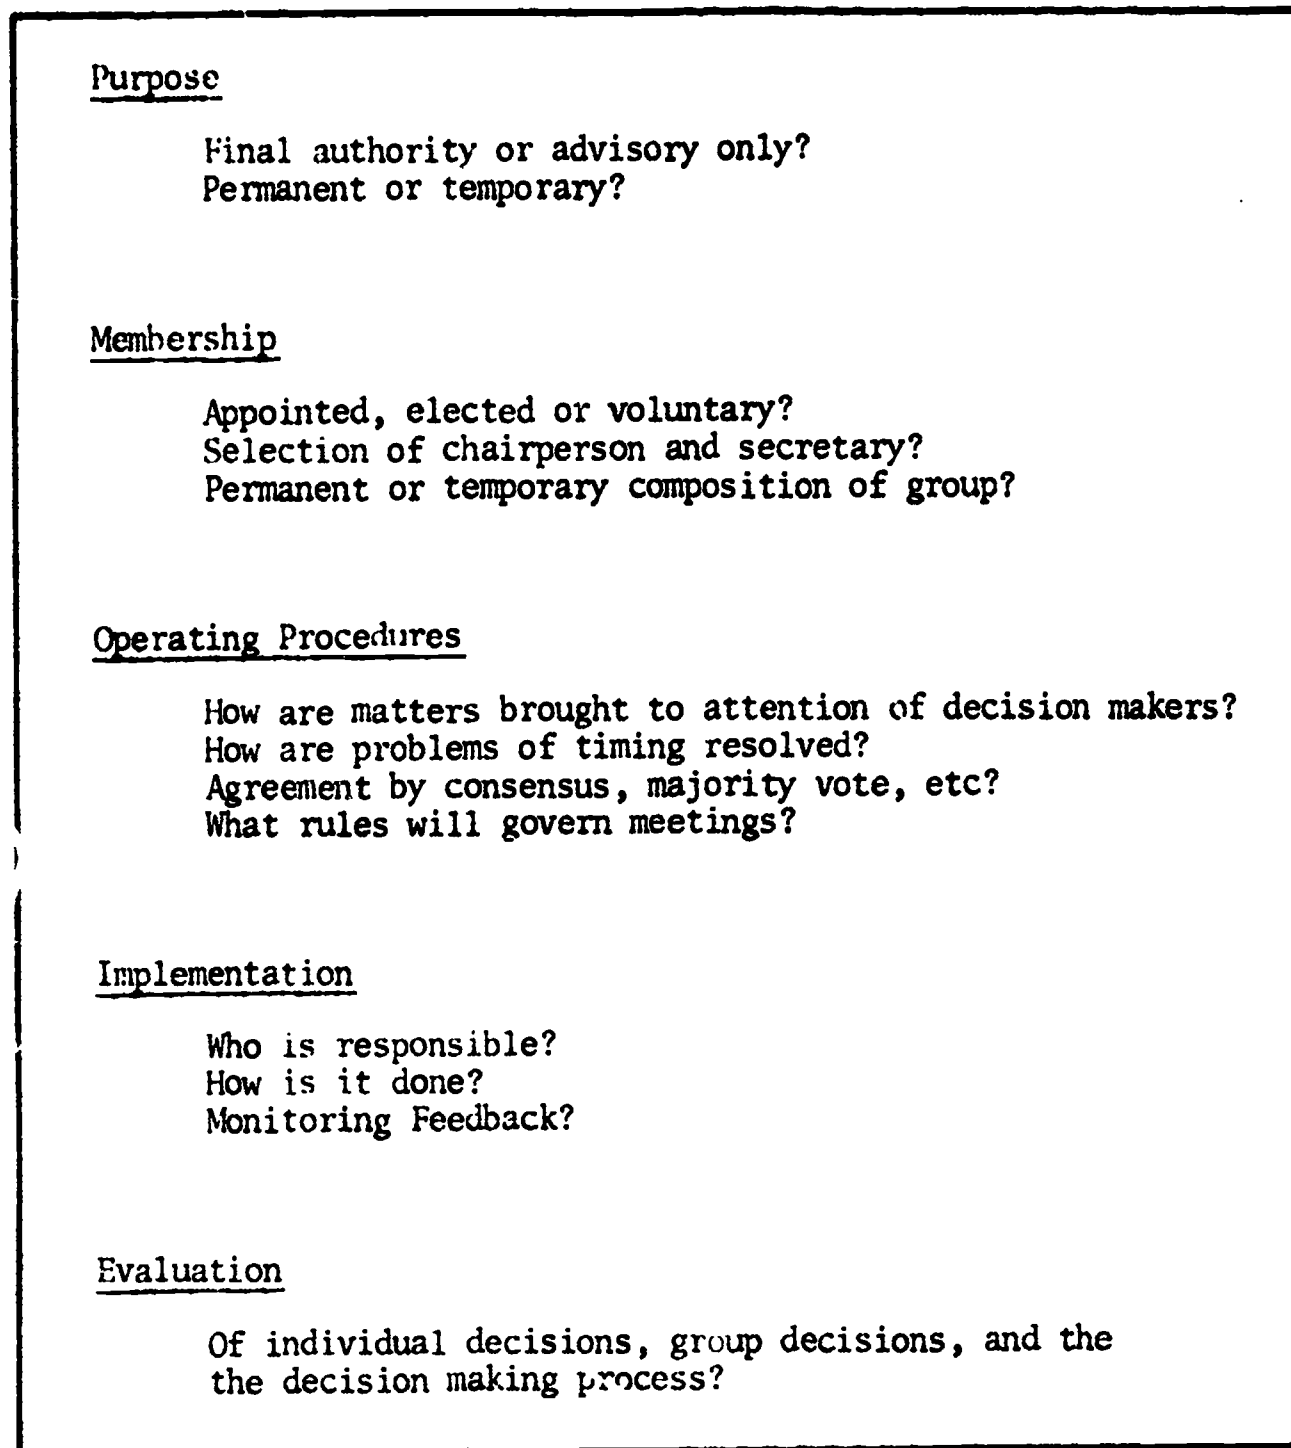 Purpose
Final authority or advisory only?
Permanent or temporary?
Membership
Appointed, elected or voluntary?
Selection of chairperson and secretary?
Permanent or temporary composition of group?
Operating Procedures
How are matters brought to attention of decision makers?
How are problems of timing resolved?
Agreement by consensus, majority vote, etc?
What rules will govern meetings?
Implementation
Who is responsible?
How is it done?
Monitoring Feedback?
Evaluation
Of individual decisions, group decisions, and the
the decision making process?